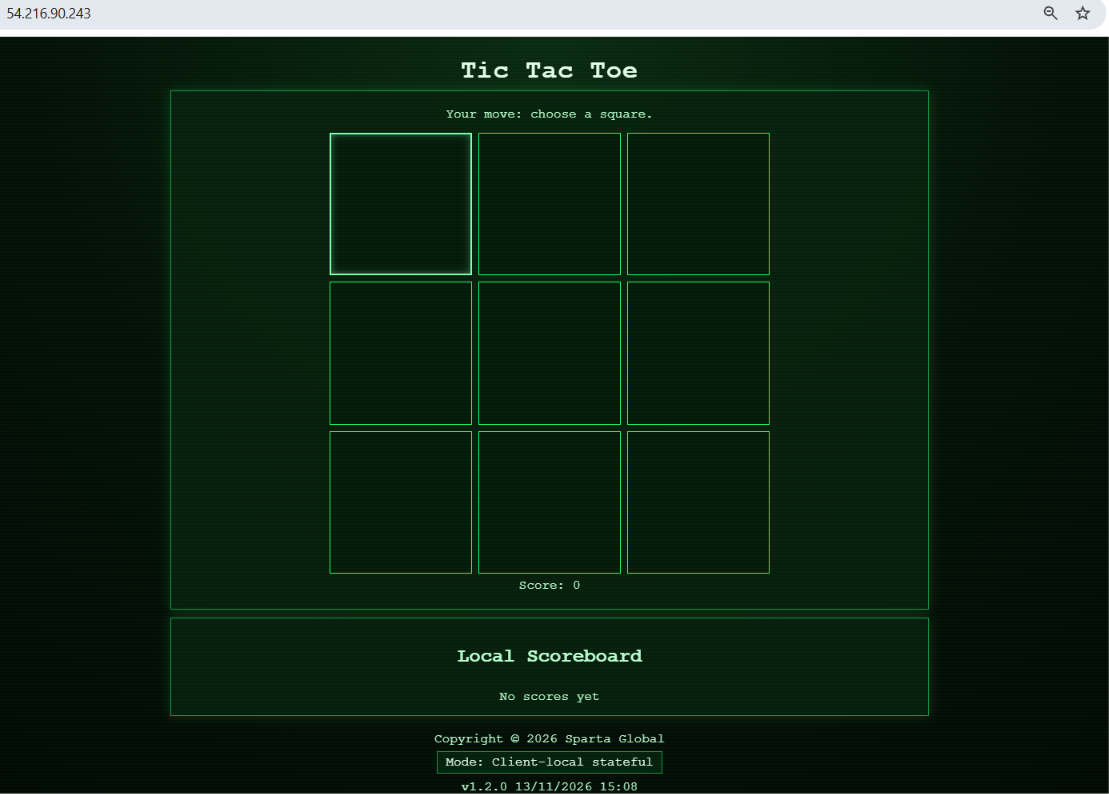 54.216.90.243
Tic Tac Toe
Your move: choose a square.
Score: 0
Local Scoreboard
No scores yet
Copyright © 2026 Sparta Global
Mode: Client-local stateful
v1.2.0 13/11/2026 15:08